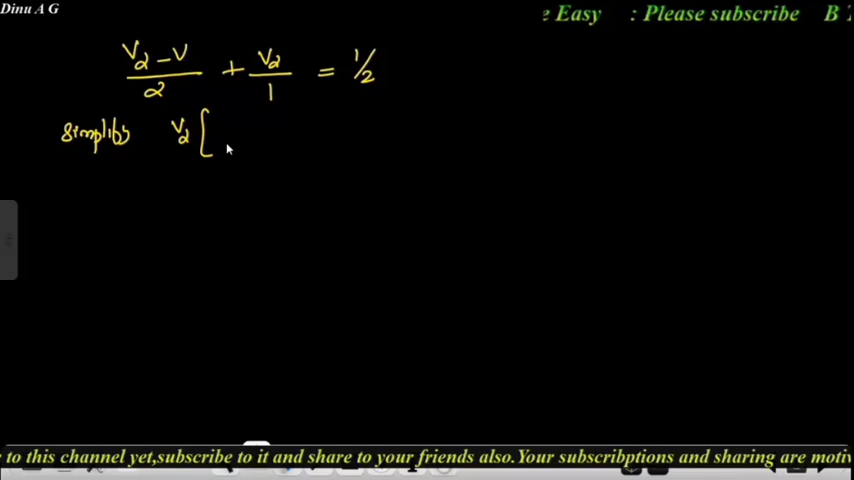 Dinu A G
e Easy : Please subscribe B
V2 - V / 2 + V2 / 1 = 1/2
Simplify V2 [
to this channel yet,subscribe to it and share to your friends also.Your subscribptions and sharing are motiv